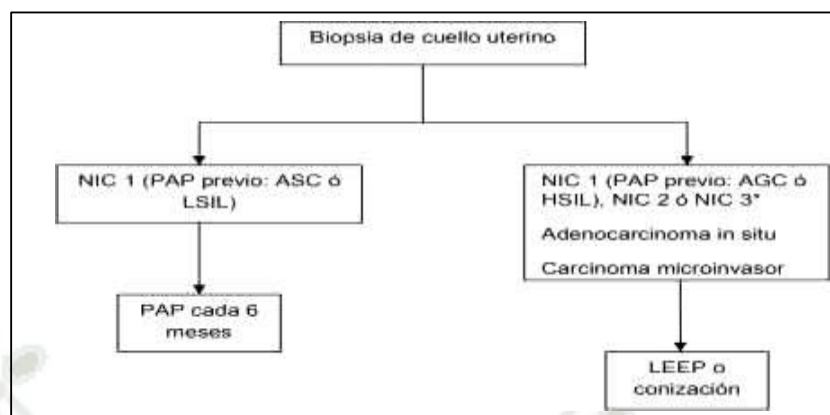 Biopsia de cuello uterino
NIC 1 (PAP previo: ASC ó
LSIL)
NIC 1 (PAP previo: AGC ó
HSIL), NIC 2 ó NIC 3*
Adenocarcinoma in situ
Carcinoma microinvasor
PAP cada 6
meses
LEEP o
conización